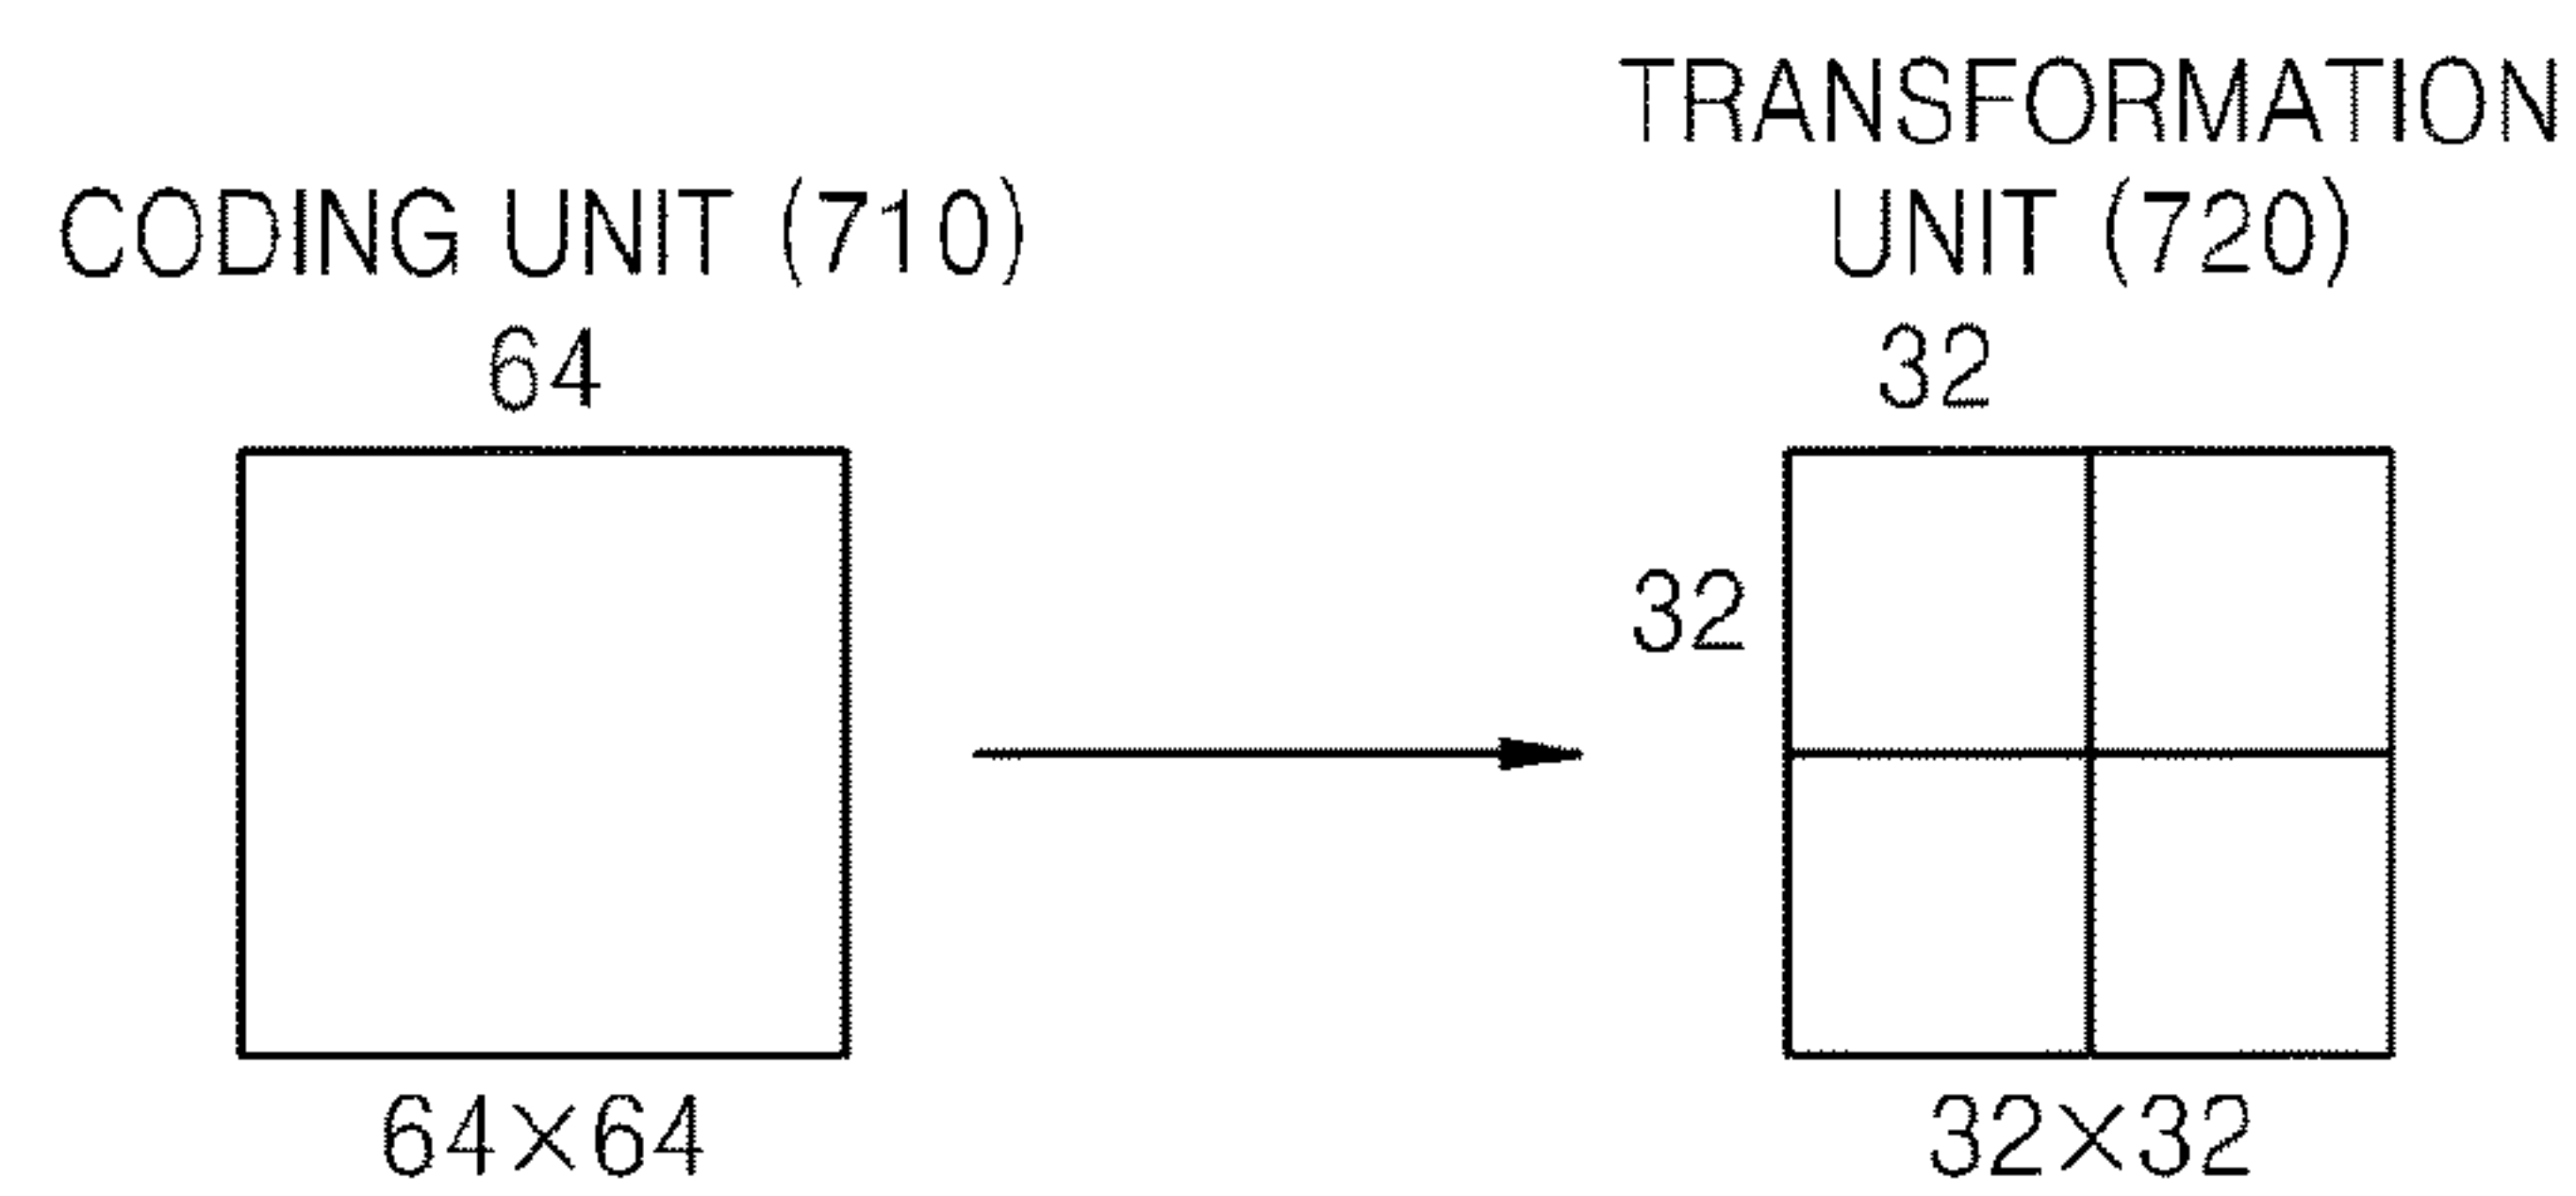 CODING UNIT (710)
64
64×64
TRANSFORMATION
UNIT (720)
32
32
32×32